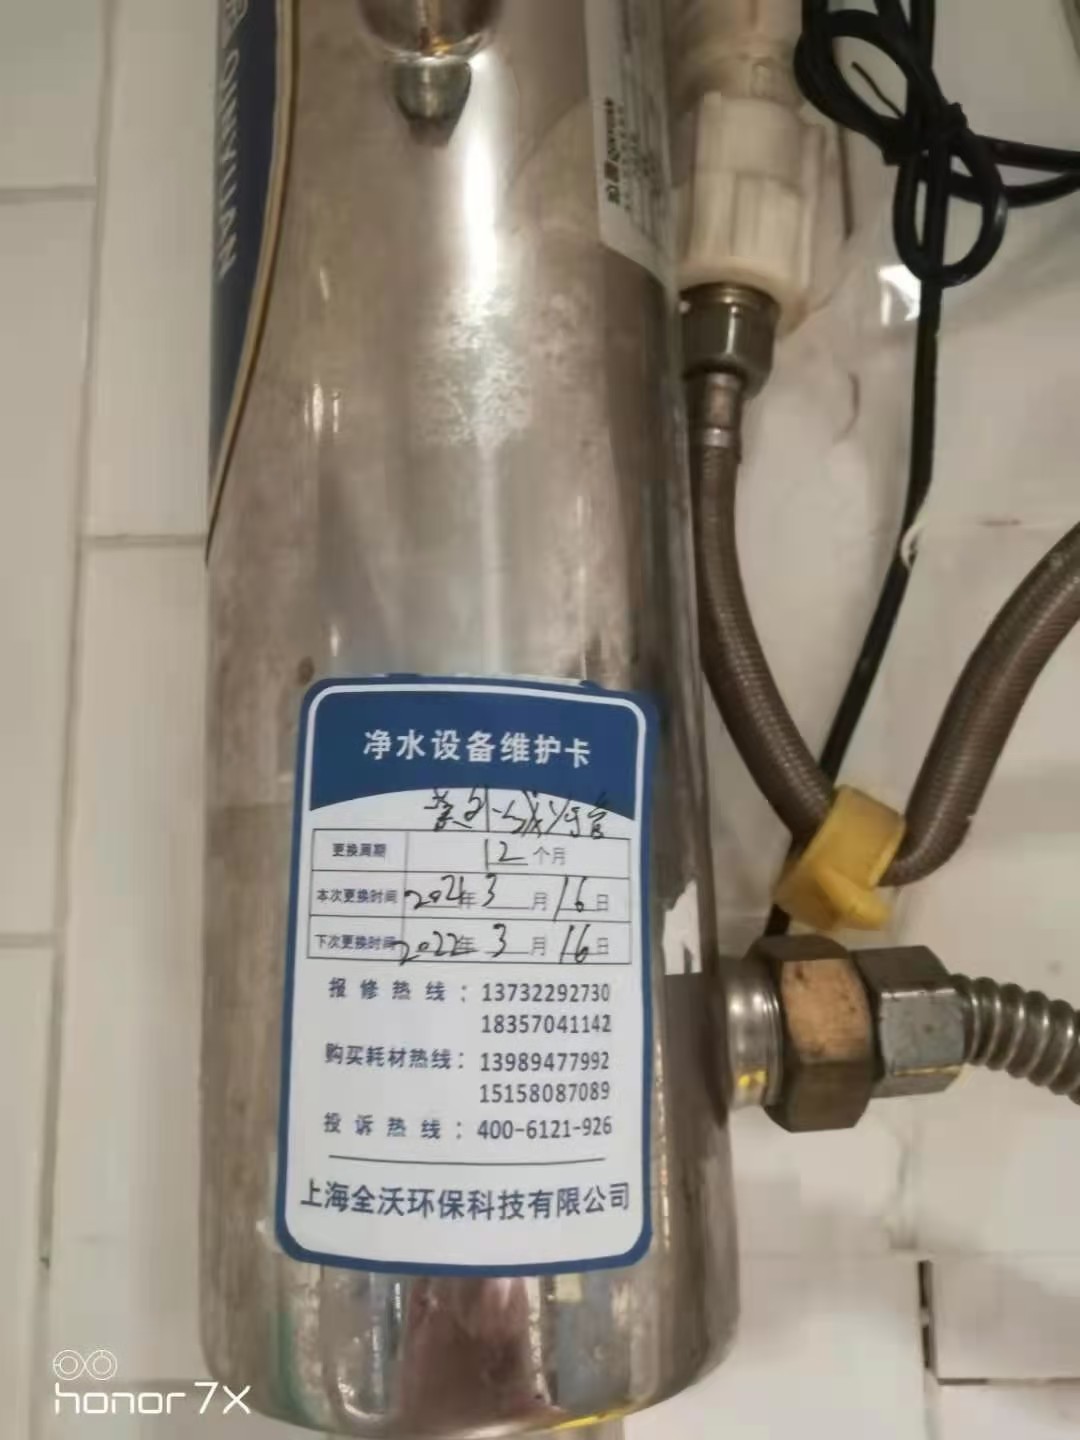 净水设备维护卡
紫外线灯管
更换周期 12 个月
本次更换时间 2021年 3 月 16 日
下次更换时间 2022年 3 月 16 日
报修热线：13732292730
18357041142
购买耗材热线：13989477992
15158087089
投诉热线：400-6121-926
上海全沃环保科技有限公司
honor 7X